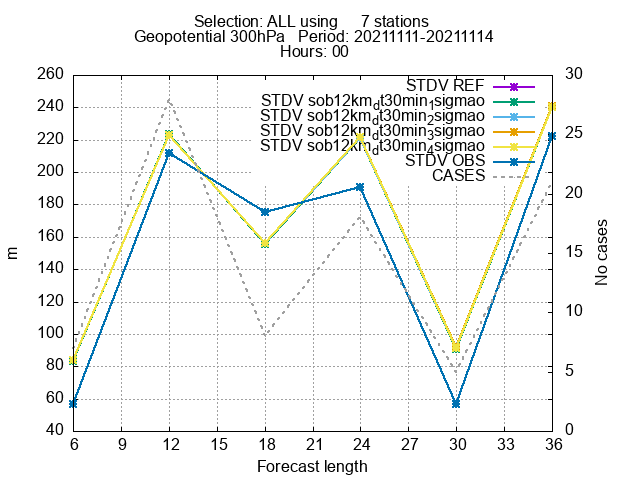 Selection: ALL using 7 stations
Geopotential 300hPa Period: 20211111-20211114
Hours: 00
STDV REF
STDV sob12km_dt30min_1sigmao
STDV sob12km_dt30min_2sigmao
STDV sob12km_dt30min_3sigmao
STDV sob12km_dt30min_4sigmao
STDV OBS
CASES
260
240
220
200
180
160
140
120
100
80
60
40
m
30
25
20
15
10
5
0
No cases
6 9 12 15 18 21 24 27 30 33 36
Forecast length